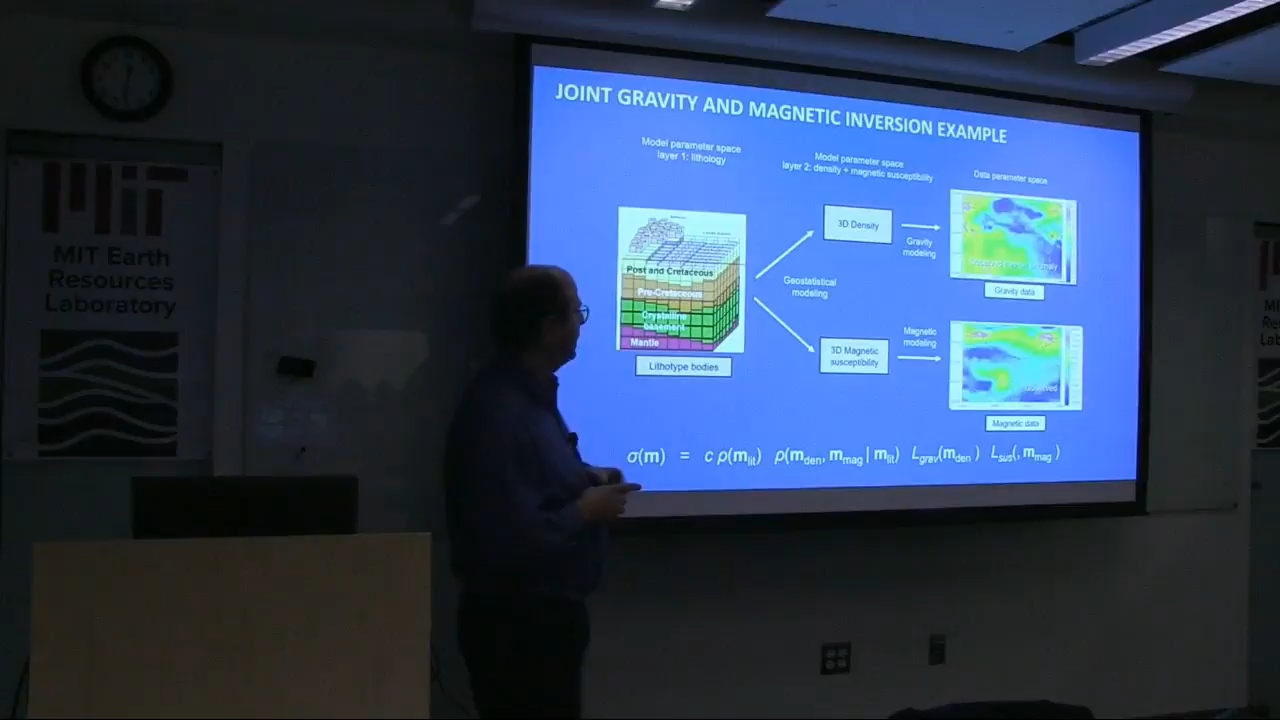 MIT
MIT Earth
Resources
Laboratory
JOINT GRAVITY AND MAGNETIC INVERSION EXAMPLE
Model parameter space
layer 1: lithology
Model parameter space
layer 2: density + magnetic susceptibility
Data parameter space
Post and Cretaceous
Pre-Cretaceous
Crystalline
basement
Mantle
Lithotype bodies
Geostatistical
modeling
3D Density
Gravity
modeling
Gravity data
3D Magnetic
susceptibility
Magnetic
modeling
Observed
Magnetic data
σ(m) = c ρ(m_lit) ρ(m_den, m_mag | m_lit) L_grav(m_den ) L_sus(, m_mag )